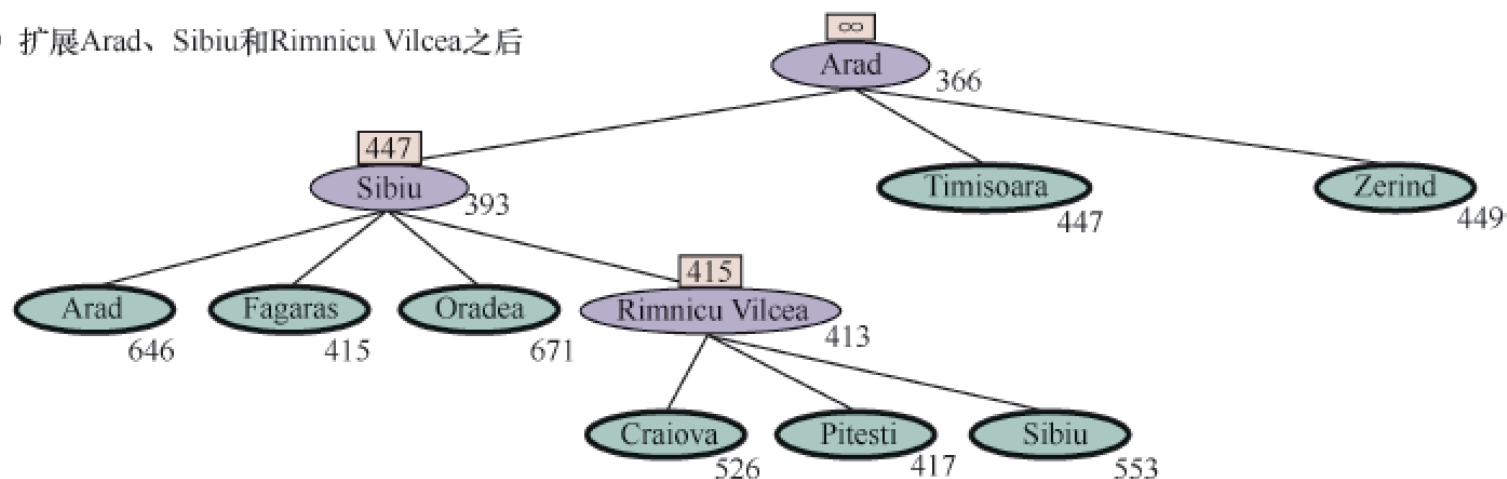 ) 扩展Arad、Sibiu和Rimnicu Vilcea之后
∞
Arad
366
447
Sibiu
393
Timisoara
447
Zerind
449
Arad
646
Fagaras
415
Oradea
671
415
Rimnicu Vilcea
413
Craiova
526
Pitesti
417
Sibiu
553